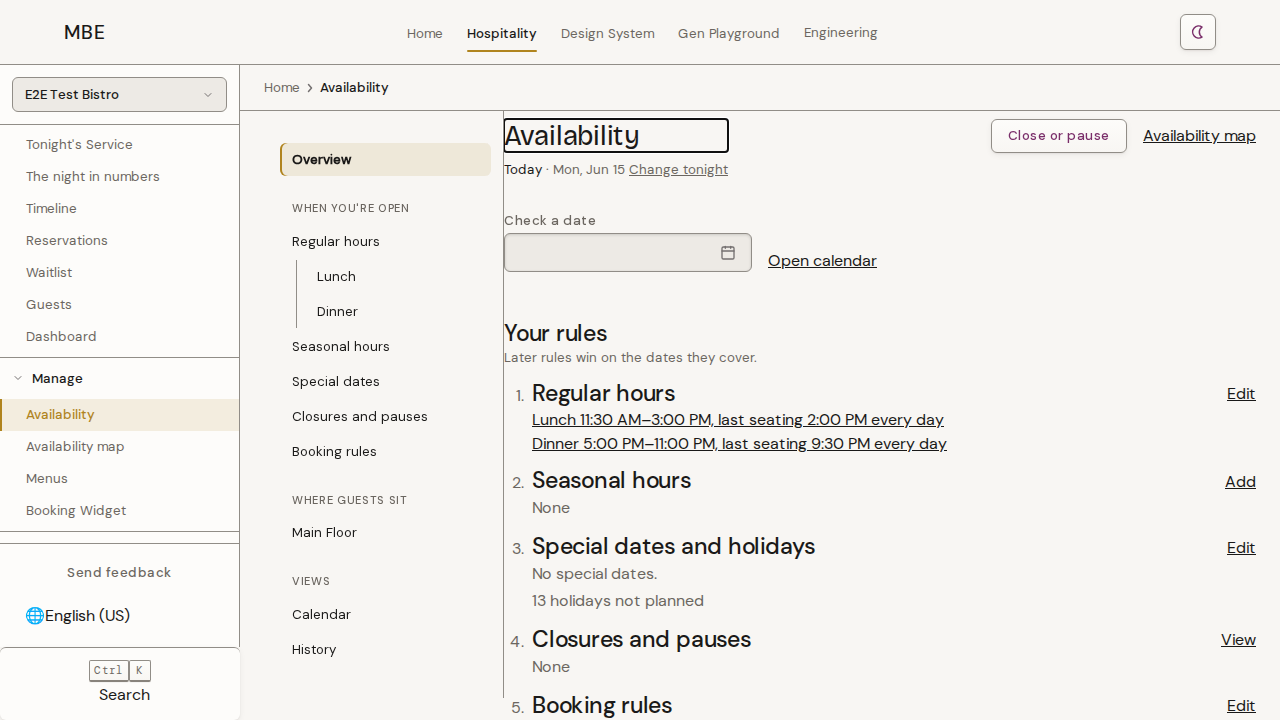 MBE
Home
Hospitality
Design System
Gen Playground
Engineering
E2E Test Bistro
Tonight's Service
The night in numbers
Timeline
Reservations
Waitlist
Guests
Dashboard
Manage
Availability
Availability map
Menus
Booking Widget
Send feedback
🌐English (US)
Ctrl K
Search
Home > Availability
Overview
WHEN YOU'RE OPEN
Regular hours
Lunch
Dinner
Seasonal hours
Special dates
Closures and pauses
Booking rules
WHERE GUESTS SIT
Main Floor
VIEWS
Calendar
History
Availability
Close or pause
Availability map
Today · Mon, Jun 15 Change tonight
Check a date
Open calendar
Your rules
Later rules win on the dates they cover.
1. Regular hours
Edit
Lunch 11:30 AM–3:00 PM, last seating 2:00 PM every day
Dinner 5:00 PM–11:00 PM, last seating 9:30 PM every day
2. Seasonal hours
Add
None
3. Special dates and holidays
Edit
No special dates.
13 holidays not planned
4. Closures and pauses
View
None
5. Booking rules
Edit